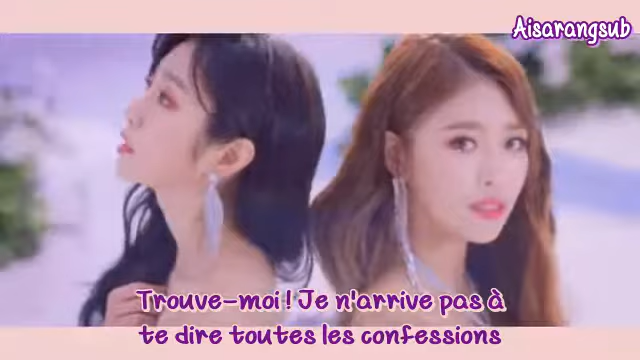 Aisarangsub
Trouve-moi ! Je n'arrive pas à
te dire toutes les confessions